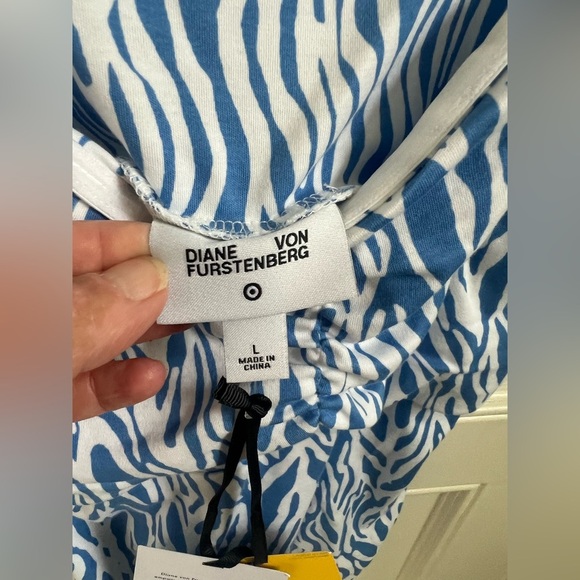 DIANE VON
FURSTENBERG
L
MADE IN
CHINA